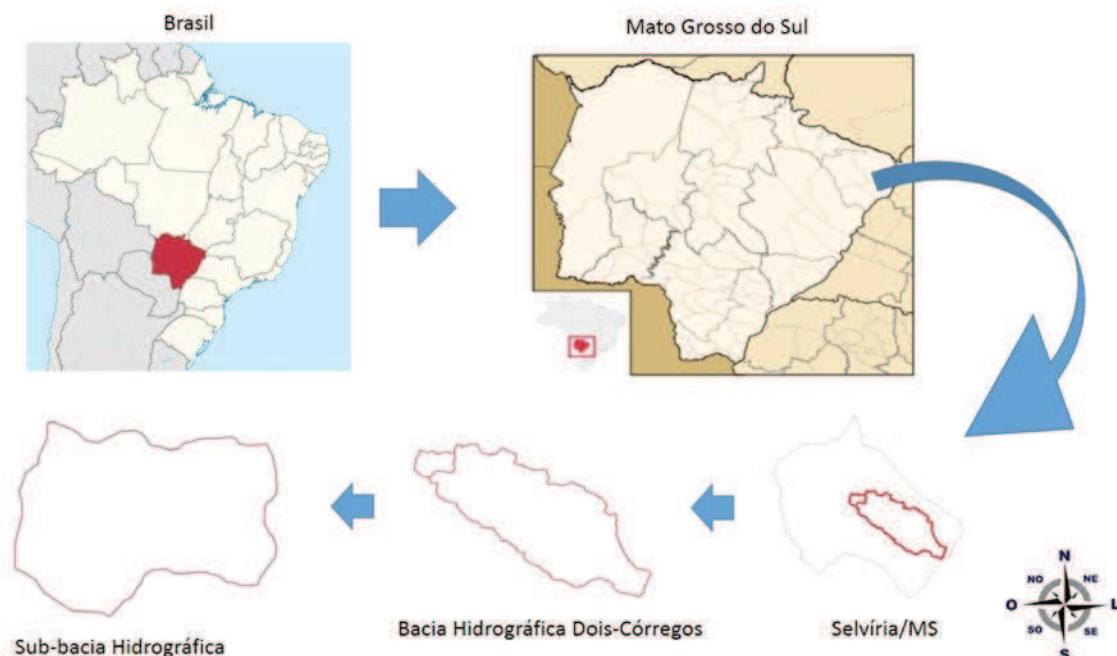 Brasil
Mato Grosso do Sul
Sub-bacia Hidrográfica
Bacia Hidrográfica Dois-Córregos
Selvíria/MS
N
NO NE
O L
SO SE
S